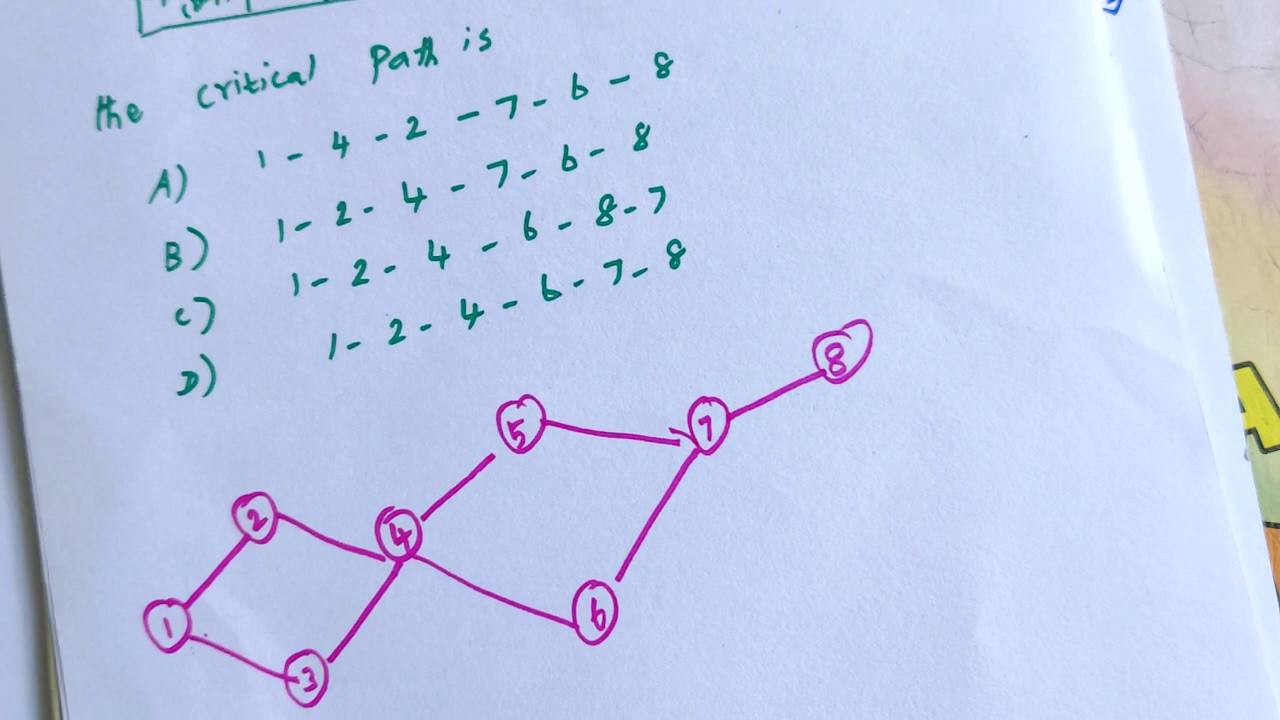 the critical Path is
A) 1 - 4 - 2 - 7 - 6 - 8
B) 1 - 2 - 4 - 7 - 6 - 8
C) 1 - 2 - 4 - 6 - 8 - 7
D) 1 - 2 - 4 - 6 - 7 - 8
8
5 7
2 4
1 6
3